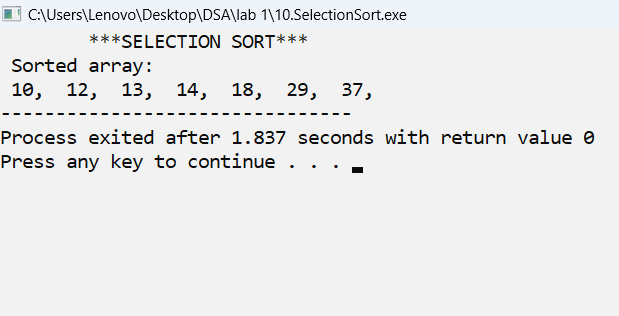 C:\Users\Lenovo\Desktop\DSA\lab 1\10.SelectionSort.exe
***SELECTION SORT***
Sorted array:
10, 12, 13, 14, 18, 29, 37,
--------------------------------
Process exited after 1.837 seconds with return value 0
Press any key to continue . . .